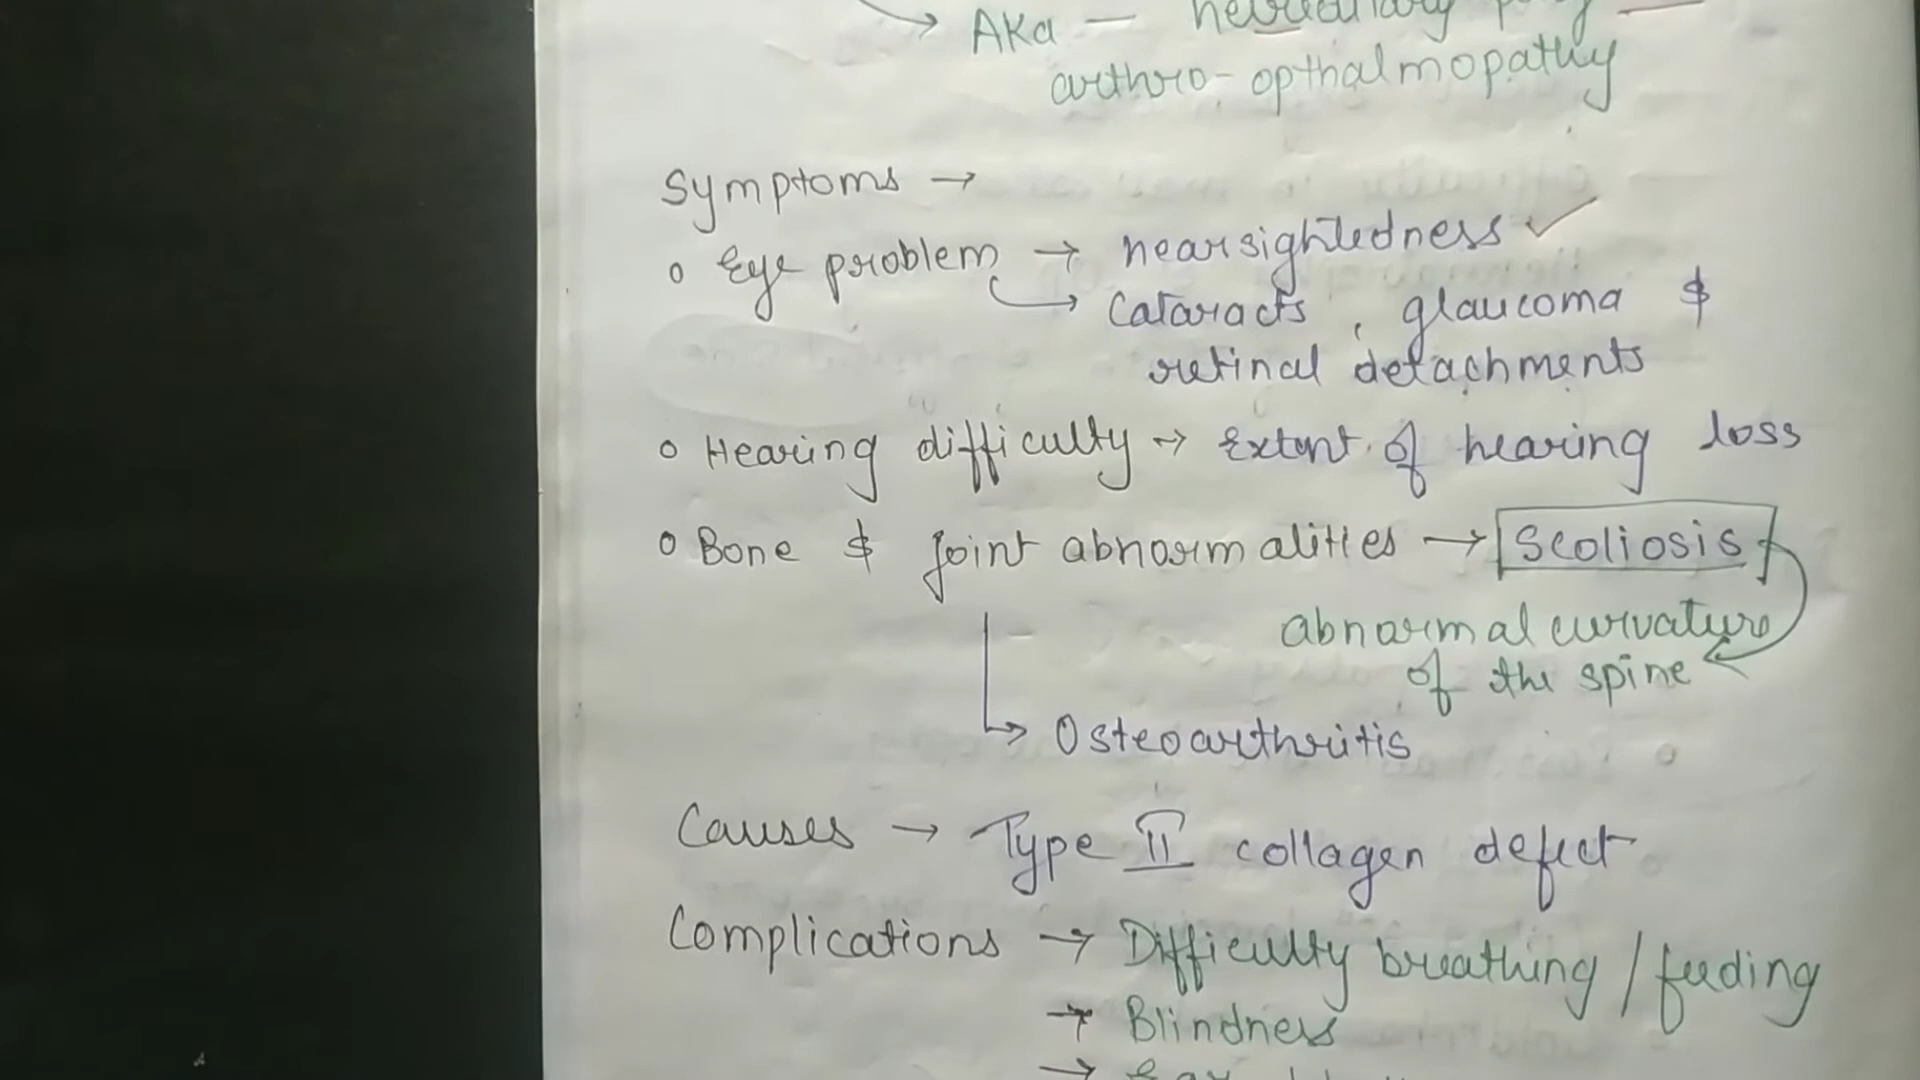 → AKa —
arthro-opthalmopathy
Symptoms →
o Eye problem → nearsightedness ✓
→ Cataracts, glaucoma &
retinal detachments
o Hearing difficulty → Extent of hearing loss
o Bone & Joint abnormalities → Scoliosis
abnormal curvature
of the spine
→ Osteoarthritis
Causes → Type II collagen defect
Complications → Difficulty breathing / feeding
→ Blindness
→